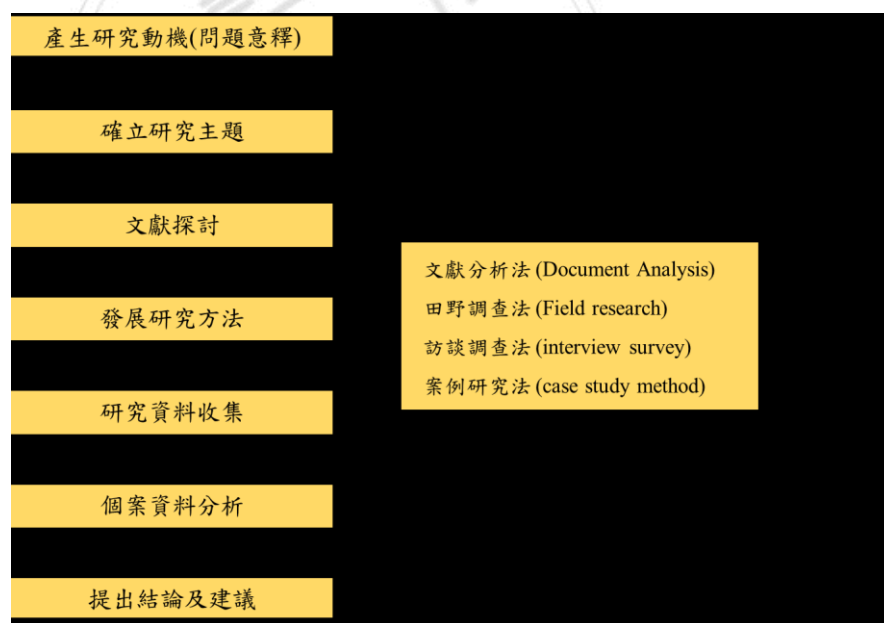 產生研究動機(問題意釋)
確立研究主題
文獻探討
發展研究方法
研究資料收集
個案資料分析
提出結論及建議
文獻分析法(Document Analysis)
田野調查法(Field research)
訪談調查法(interview survey)
案例研究法(case study method)